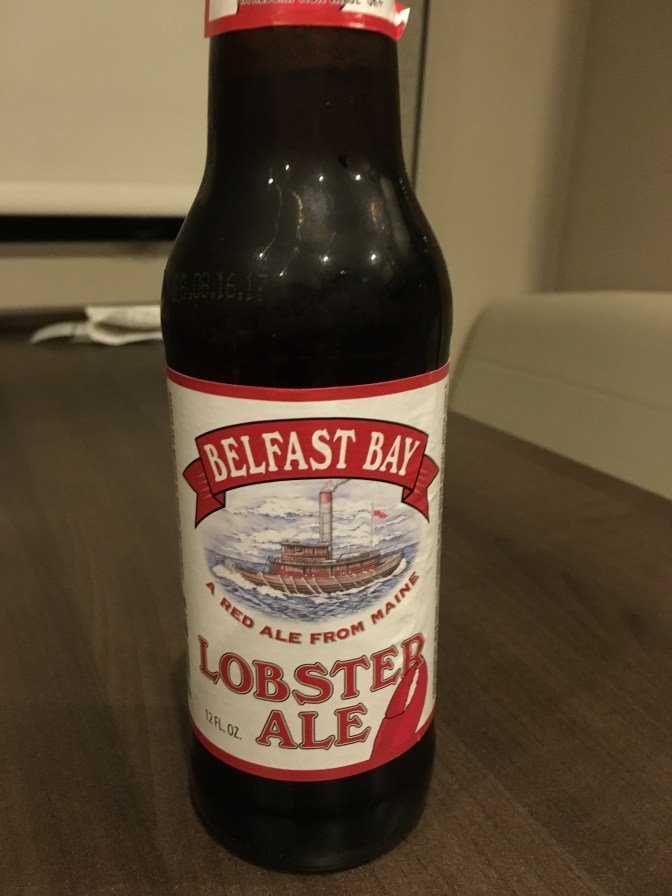 BELFAST BAY
A RED ALE FROM MAINE
LOBSTER
ALE
12 FL. OZ.